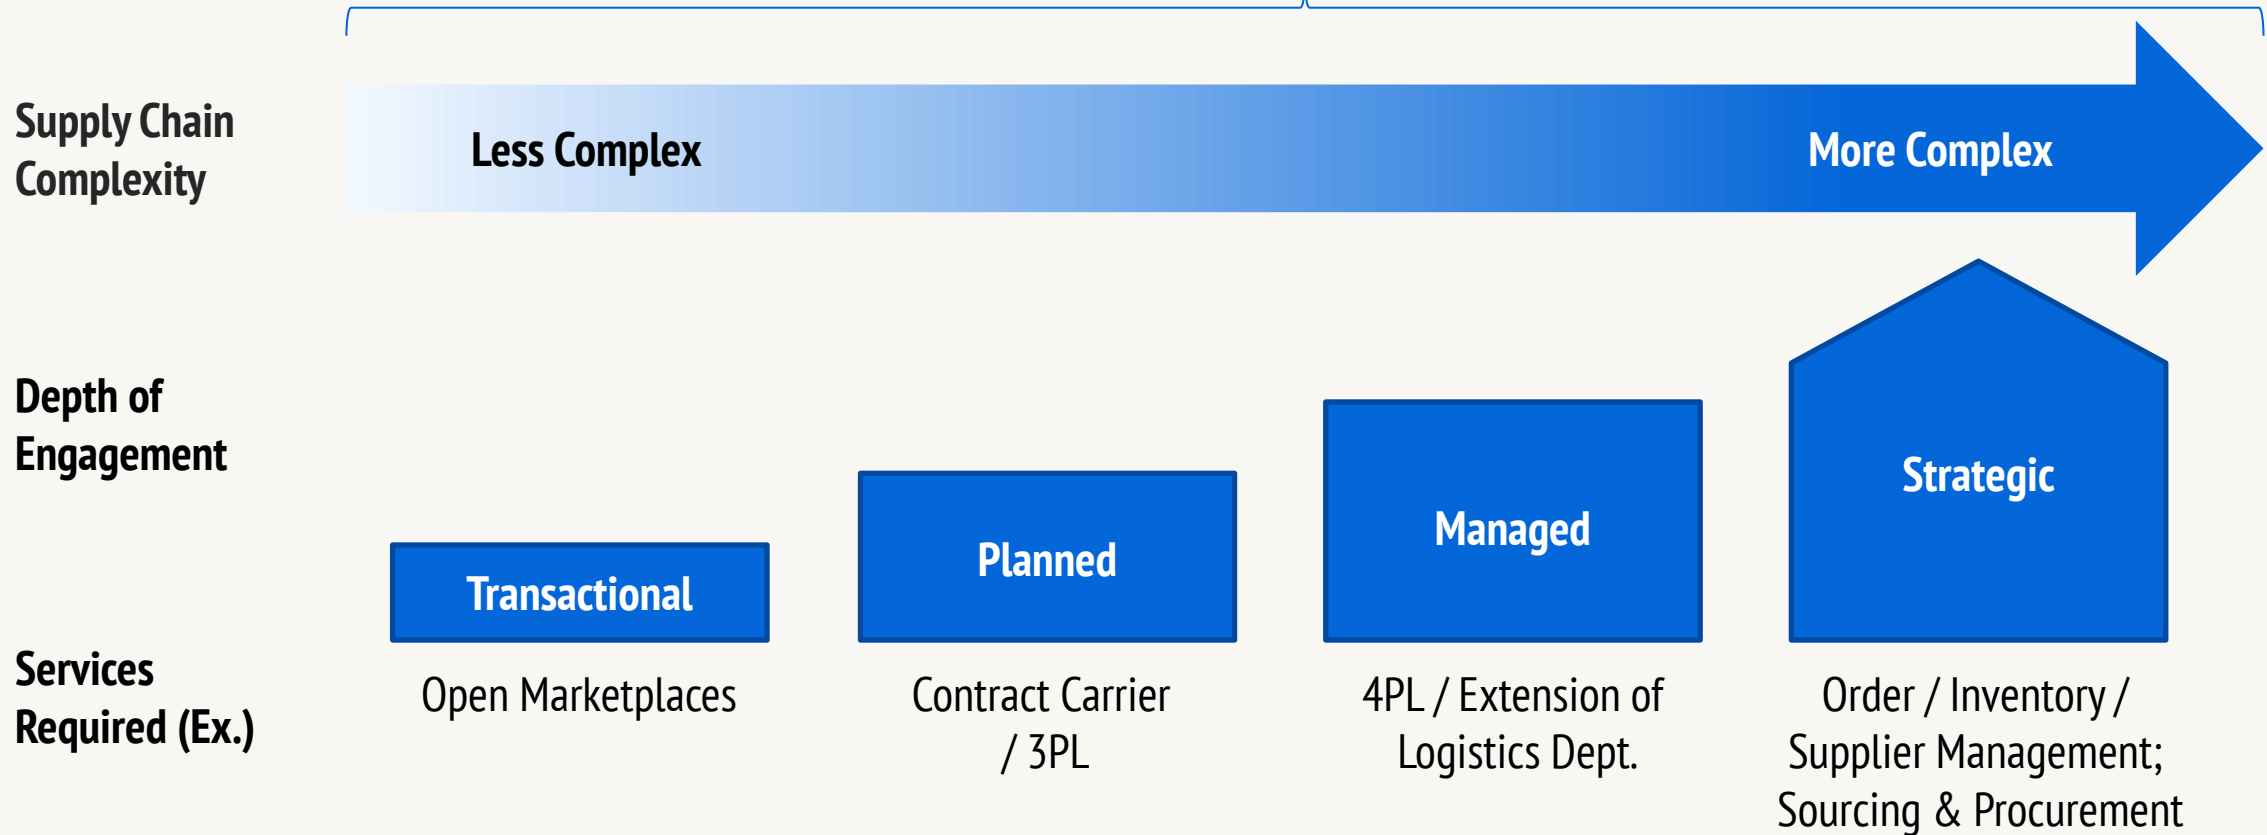 Supply Chain
Complexity
Less Complex
More Complex
Depth of
Engagement
Transactional
Planned
Managed
Strategic
Services
Required (Ex.)
Open Marketplaces
Contract Carrier
/ 3PL
4PL / Extension of
Logistics Dept.
Order / Inventory /
Supplier Management;
Sourcing & Procurement